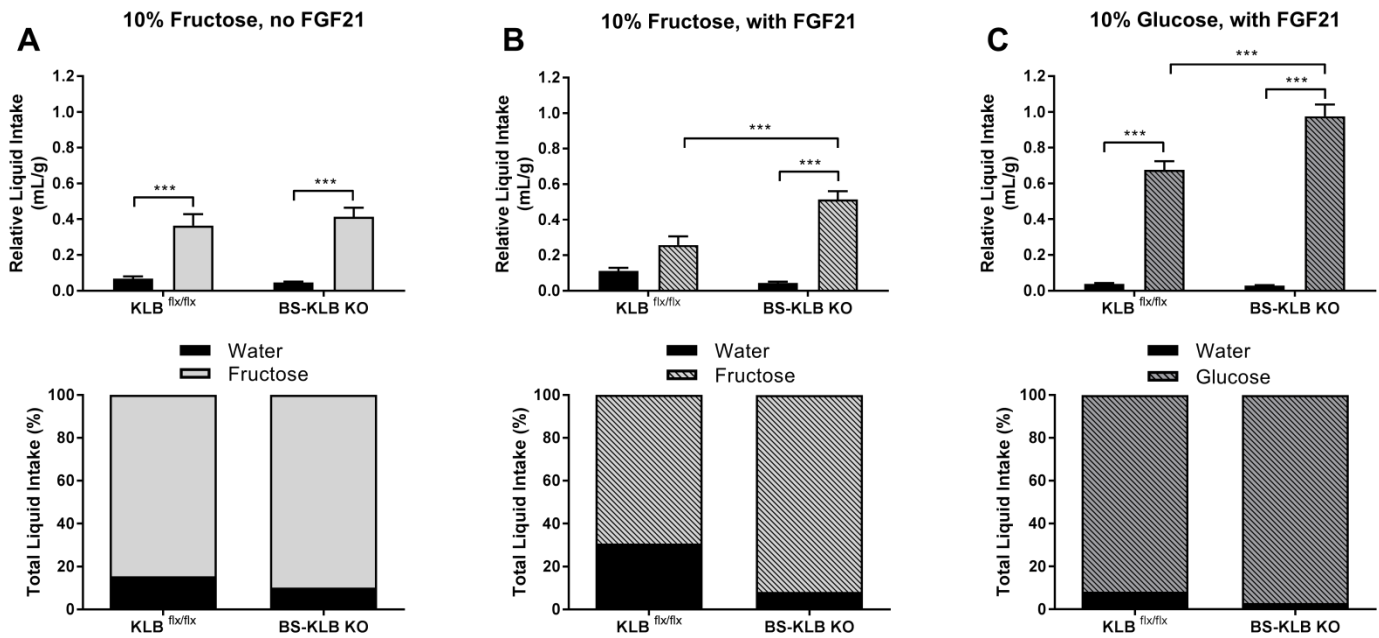 10% Fructose, no FGF21
A
Relative Liquid Intake
(mL/g)
1.2
1.0
0.8
0.6
0.4
0.2
0.0
***
***
KLB flx/flx
BS-KLB KO
Water
Fructose
Total Liquid Intake (%)
100
80
60
40
20
0
KLB flx/flx
BS-KLB KO
10% Fructose, with FGF21
B
Relative Liquid Intake
(mL/g)
1.2
1.0
0.8
0.6
0.4
0.2
0.0
***
***
KLB flx/flx
BS-KLB KO
Water
Fructose
Total Liquid Intake (%)
100
80
60
40
20
0
KLB flx/flx
BS-KLB KO
10% Glucose, with FGF21
C
Relative Liquid Intake
(mL/g)
1.2
1.0
0.8
0.6
0.4
0.2
0.0
***
***
***
KLB flx/flx
BS-KLB KO
Water
Glucose
Total Liquid Intake (%)
100
80
60
40
20
0
KLB flx/flx
BS-KLB KO